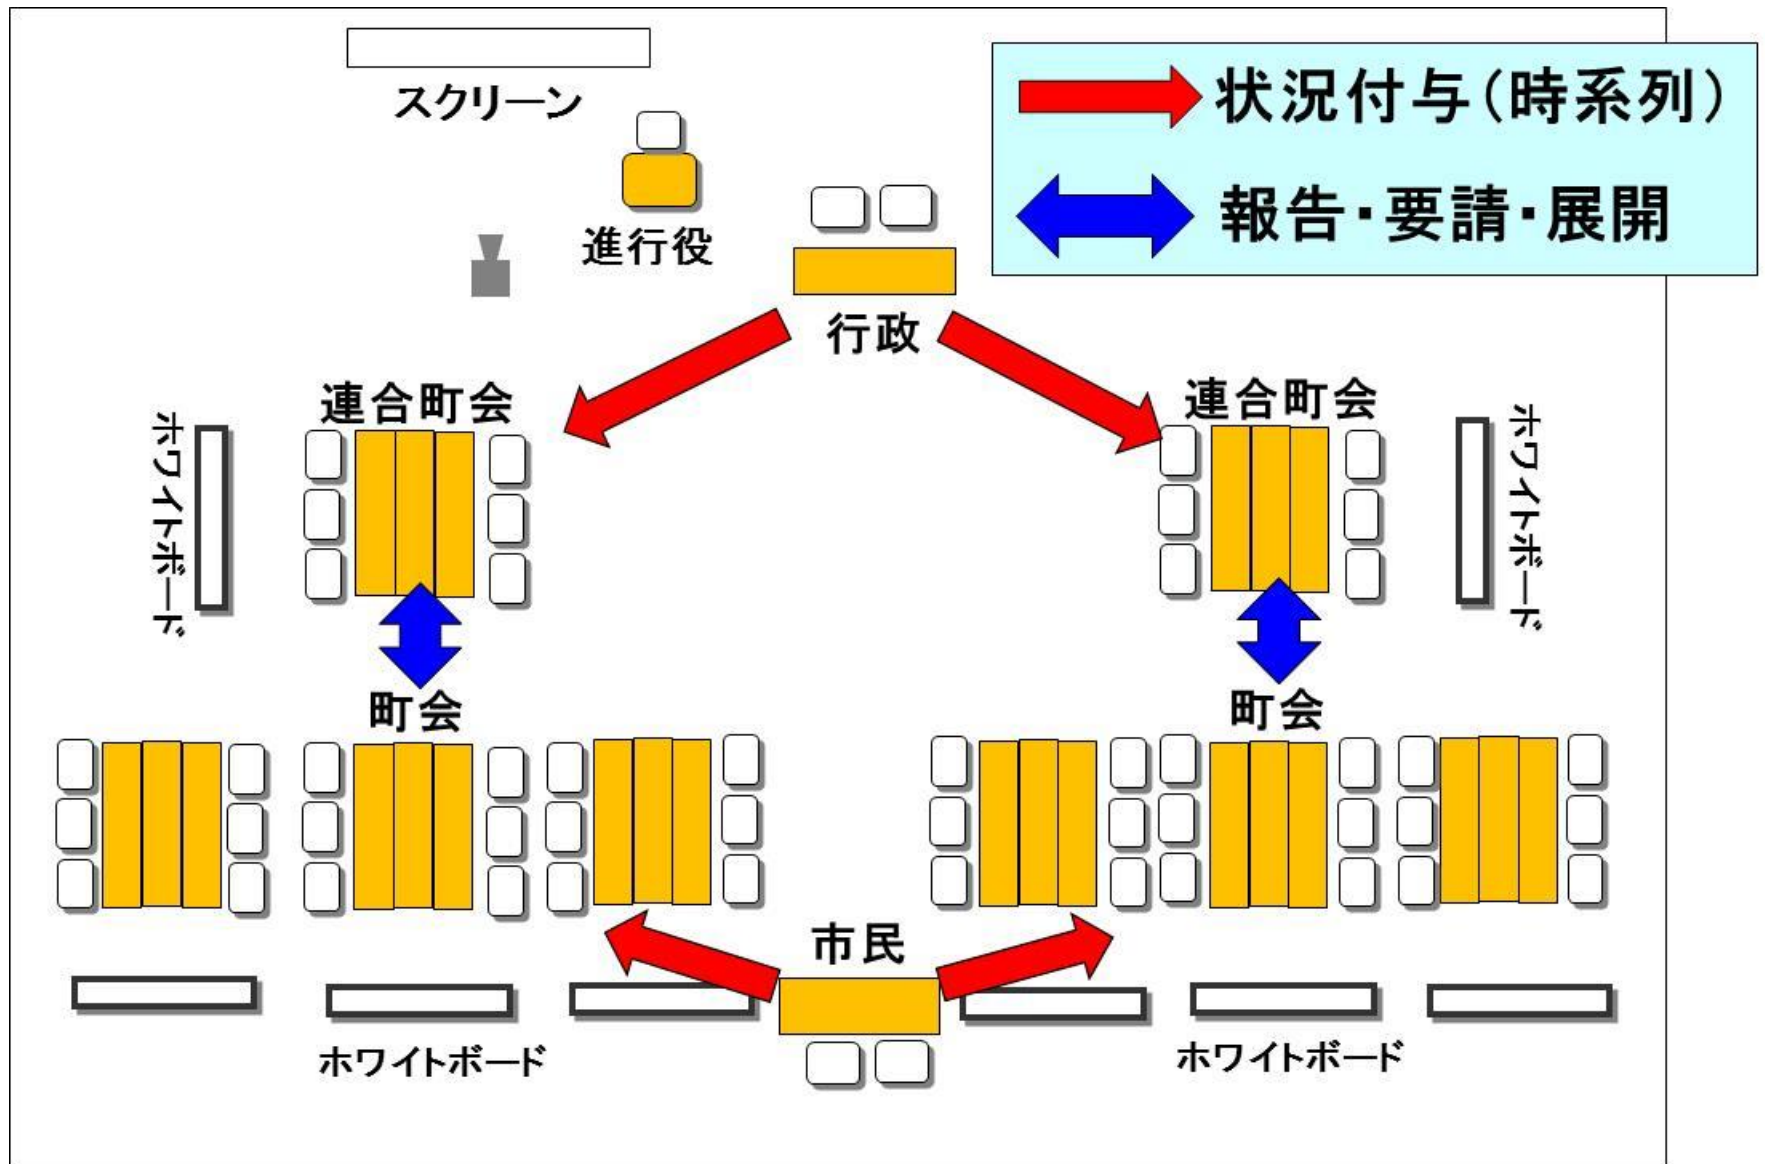 スクリーン
状況付与（時系列）
報告・要請・展開
進行役
行政
連合町会
連合町会
ホワイトボード
ホワイトボード
町会
町会
市民
ホワイトボード
ホワイトボード